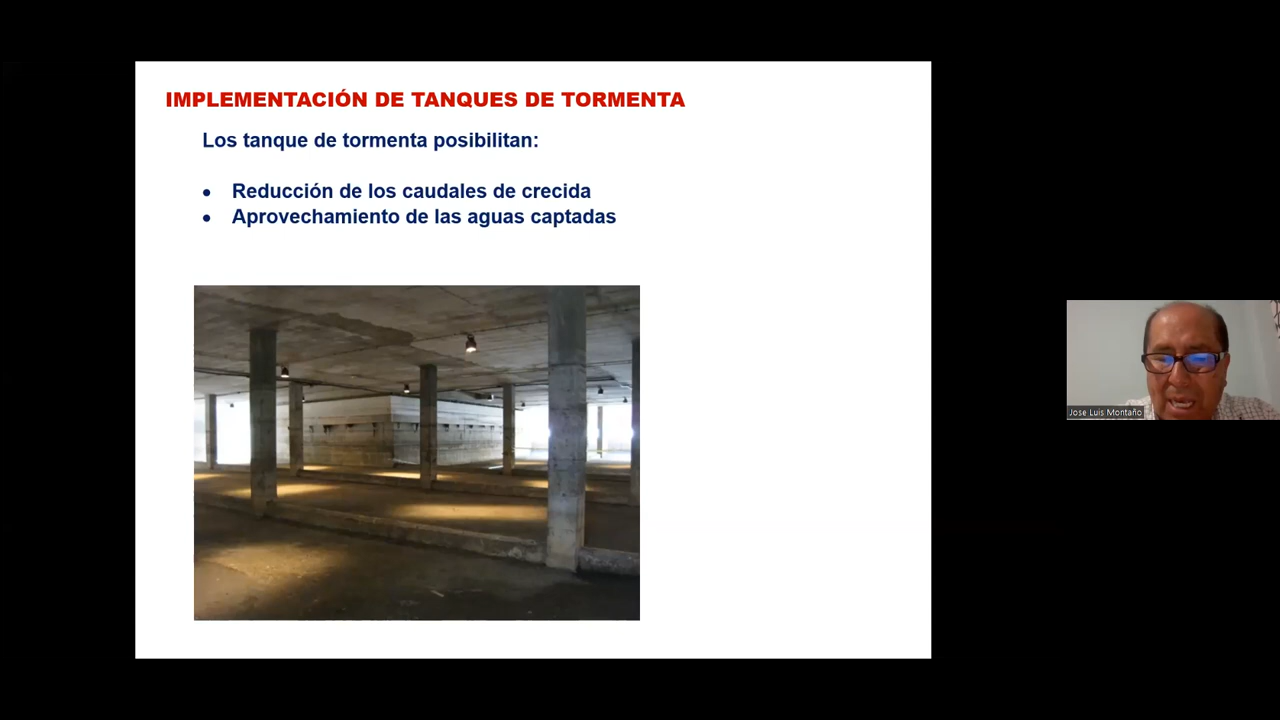 IMPLEMENTACIÓN DE TANQUES DE TORMENTA
Los tanque de tormenta posibilitan:
• Reducción de los caudales de crecida
• Aprovechamiento de las aguas captadas
Jose Luis Montaño